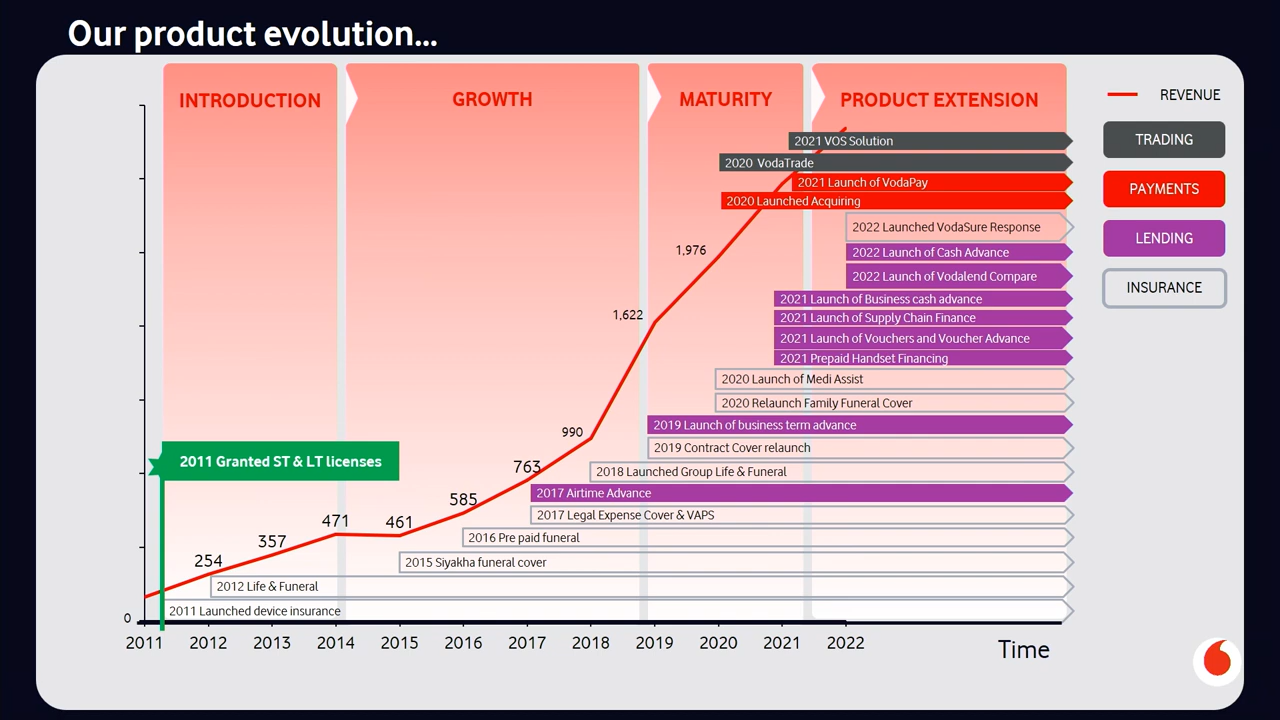 Our product evolution...
INTRODUCTION
GROWTH
MATURITY
PRODUCT EXTENSION
REVENUE
TRADING
PAYMENTS
LENDING
INSURANCE
2021 VOS Solution
2020 VodaTrade
2021 Launch of VodaPay
2020 Launched Acquiring
2022 Launched VodaSure Response
2022 Launch of Cash Advance
2022 Launch of Vodalend Compare
2021 Launch of Business cash advance
2021 Launch of Supply Chain Finance
2021 Launch of Vouchers and Voucher Advance
2021 Prepaid Handset Financing
2020 Launch of Medi Assist
2020 Relaunch Family Funeral Cover
2019 Launch of business term advance
2019 Contract Cover relaunch
2018 Launched Group Life & Funeral
2017 Airtime Advance
2017 Legal Expense Cover & VAPS
2016 Pre paid funeral
2015 Siyakha funeral cover
2012 Life & Funeral
2011 Launched device insurance
2011 Granted ST & LT licenses
254
357
471
461
585
763
990
1,622
1,976
0
2011 2012 2013 2014 2015 2016 2017 2018 2019 2020 2021 2022
Time